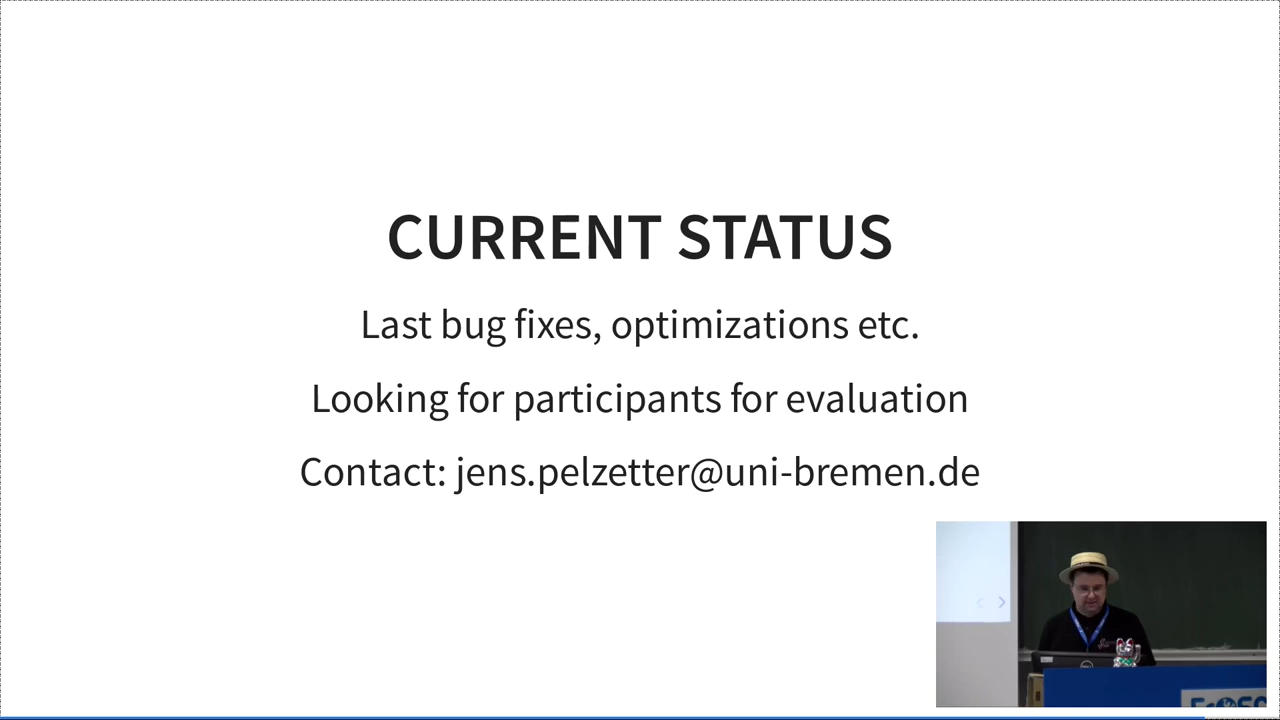 CURRENT STATUS
Last bug fixes, optimizations etc.
Looking for participants for evaluation
Contact: jens.pelzetter@uni-bremen.de